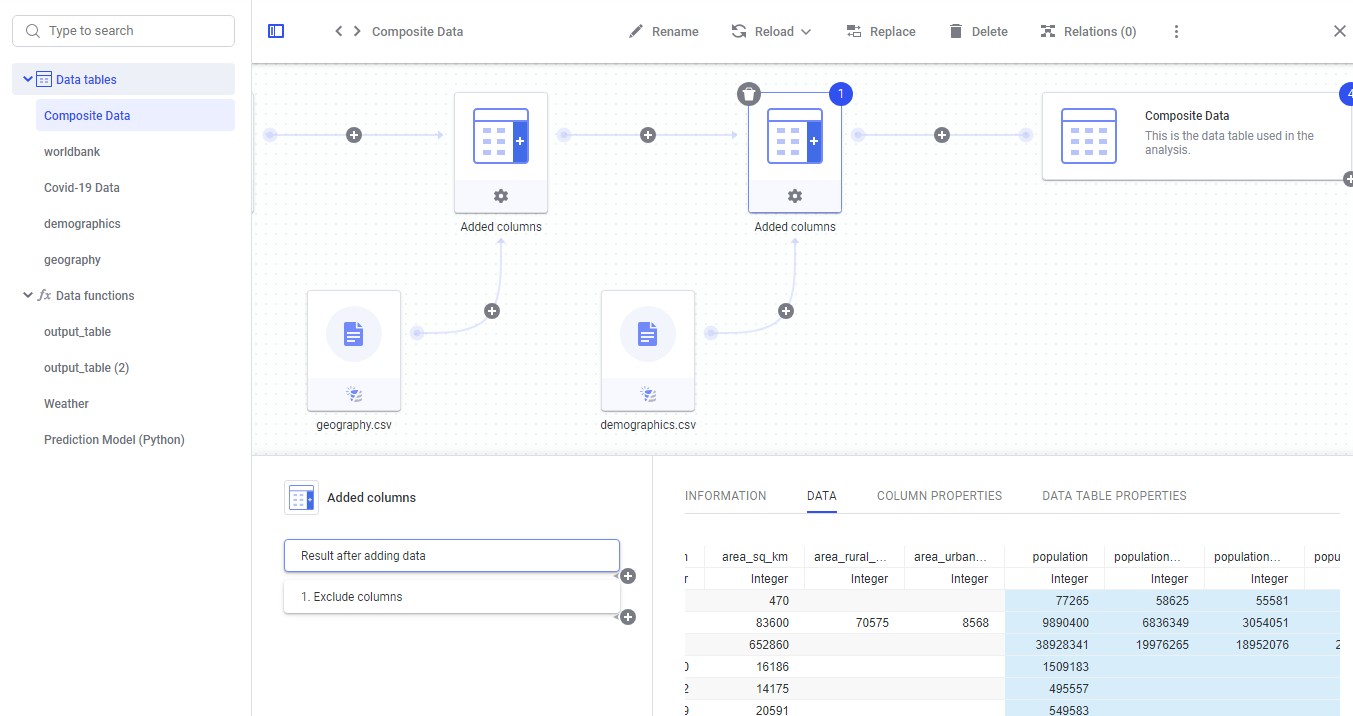 Type to search
Composite Data
Rename
Reload
Replace
Delete
Relations (0)
Data tables
Composite Data
worldbank
Covid-19 Data
demographics
geography
Data functions
output_table
output_table (2)
Weather
Prediction Model (Python)
1
4
Composite Data
This is the data table used in the
analysis.
Added columns
Added columns
geography.csv
demographics.csv
Added columns
Result after adding data
1. Exclude columns
INFORMATION DATA COLUMN PROPERTIES DATA TABLE PROPERTIES
area_sq_km area_rural_... area_urban... population population... population... popu
r Integer Integer Integer Integer Integer Integer
470 77265 58625 55581
83600 70575 8568 9890400 6836349 3054051
652860 38928341 19976265 18952076 2
0 16186 1509183
2 14175 495557
9 20591 549583